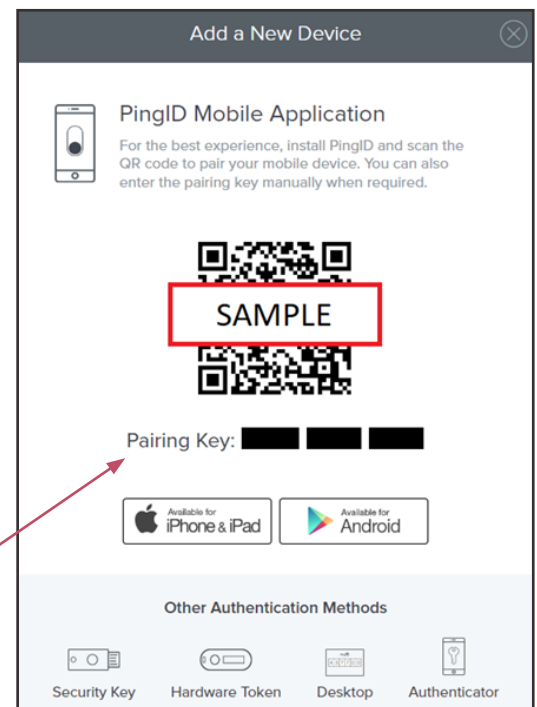 Add a New Device
PingID Mobile Application
For the best experience, install PingID and scan the
QR code to pair your mobile device. You can also
enter the pairing key manually when required.
SAMPLE
Pairing Key:
Available for
iPhone & iPad
Available for
Android
Other Authentication Methods
Security Key
Hardware Token
Desktop
Authenticator